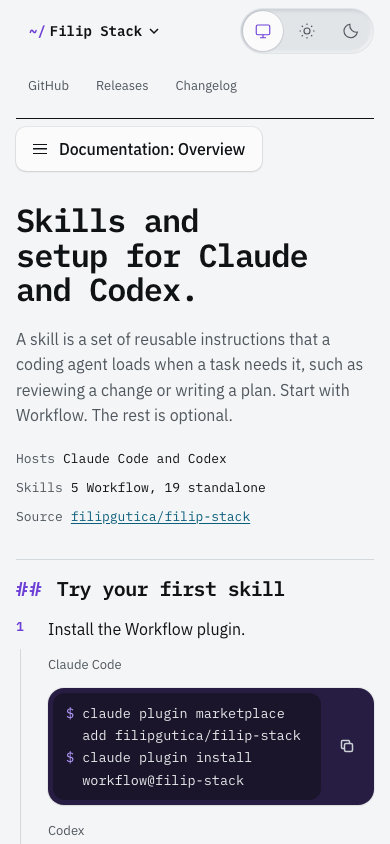 ~/ Filip Stack
GitHub Releases Changelog
Documentation: Overview
Skills and
setup for Claude
and Codex.
A skill is a set of reusable instructions that a
coding agent loads when a task needs it, such as
reviewing a change or writing a plan. Start with
Workflow. The rest is optional.
Hosts Claude Code and Codex
Skills 5 Workflow, 19 standalone
Source filipgutica/filip-stack
## Try your first skill
1 Install the Workflow plugin.
Claude Code
$ claude plugin marketplace
add filipgutica/filip-stack
$ claude plugin install
workflow@filip-stack
Codex